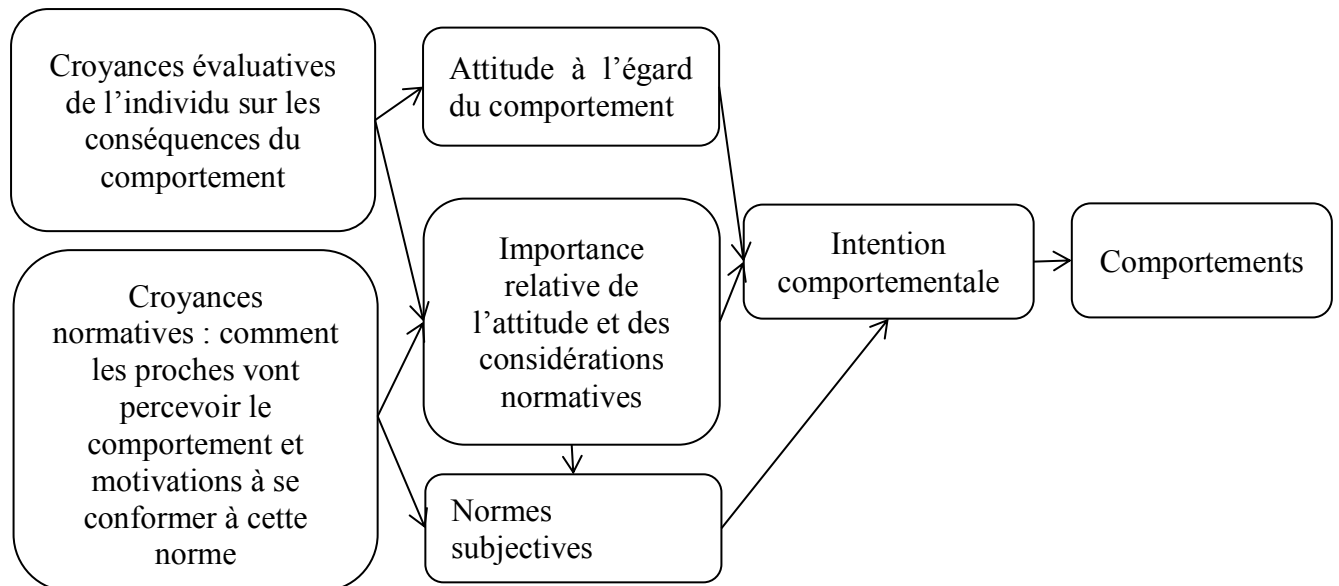 Croyances évaluatives
de l’individu sur les
conséquences du
comportement
Attitude à l’égard
du comportement
Croyances
normatives : comment
les proches vont
percevoir le
comportement et
motivations à se
conformer à cette
norme
Importance
relative de
l’attitude et des
considérations
normatives
Normes
subjectives
Intention
comportementale
Comportements